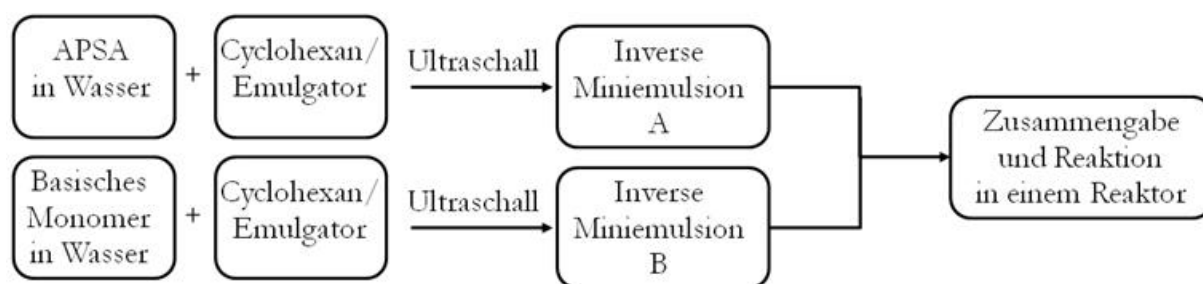 APSA
in Wasser
+
Cyclohexan/
Emulgator
Ultraschall
Inverse
Miniemulsion
A
Basisches
Monomer
in Wasser
+
Cyclohexan/
Emulgator
Ultraschall
Inverse
Miniemulsion
B
Zusammengabe
und Reaktion
in einem Reaktor